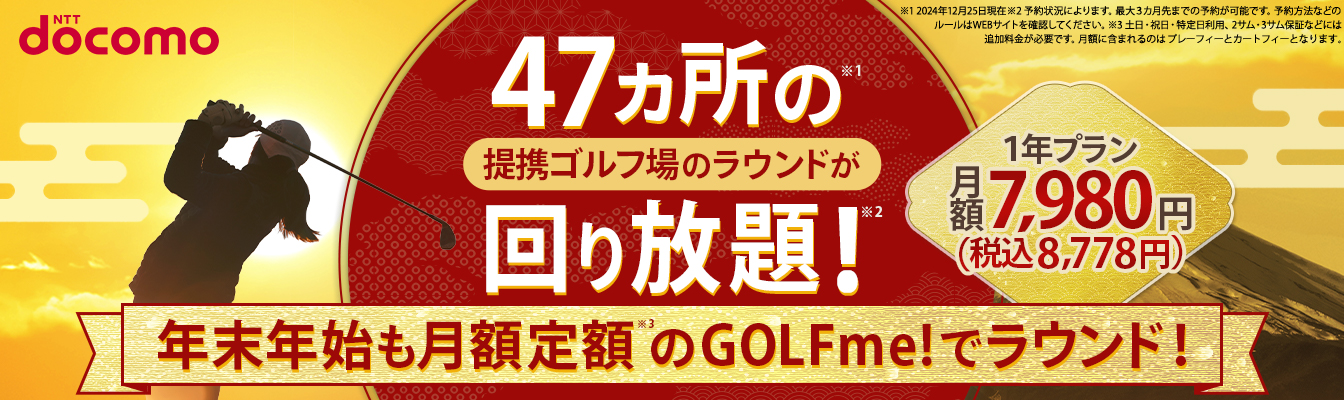 NTT
docomo
※1 2024年12月25日現在※2 予約状況によります。最大3カ月先までの予約が可能です。予約方法などの
ルールはWEBサイトを確認してください。※3 土日・祝日・特定日利用、2サム・3サム保証などには
追加料金が必要です。月額に含まれるのは プレーフィーとカートフィーとなります。
47ヵ所の※1
提携ゴルフ場のラウンドが
回り放題！※2
1年プラン
月額7,980円
(税込8,778円)
年末年始も月額定額※3のGOLFme!でラウンド！